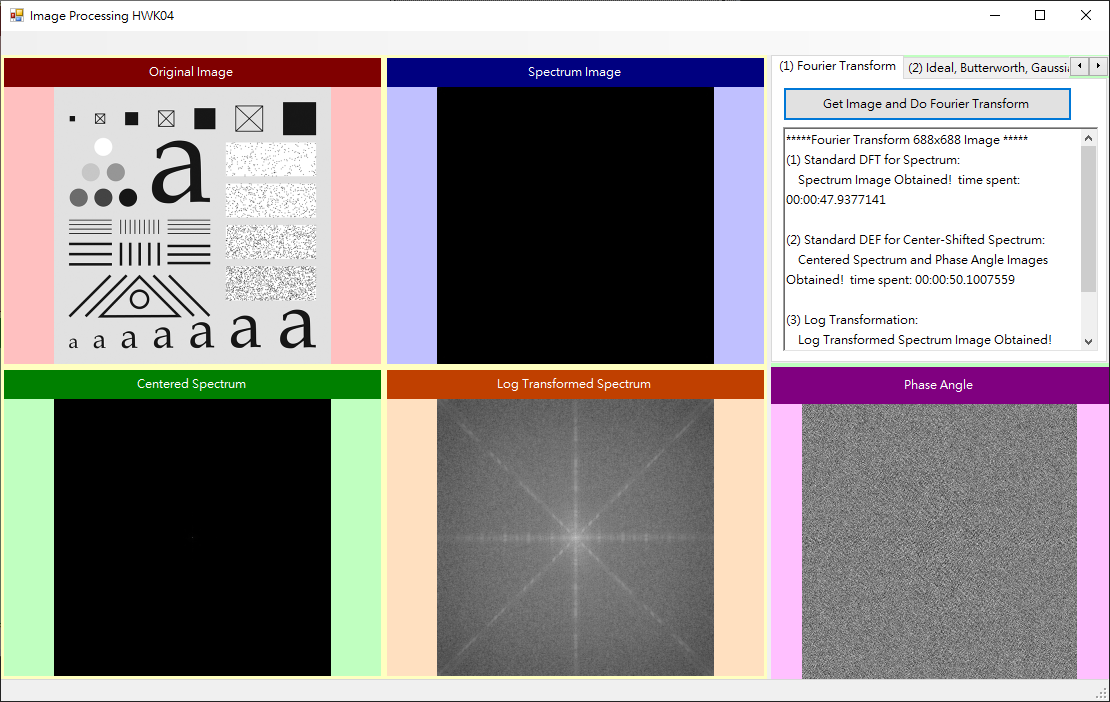 Image Processing HWK04
Original Image
a
a a a a a a
Spectrum Image
(1) Fourier Transform
(2) Ideal, Butterworth, Gaussi
Get Image and Do Fourier Transform
*****Fourier Transform 688x688 Image *****
(1) Standard DFT for Spectrum:
Spectrum Image Obtained!  time spent:
00:00:47.9377141
(2) Standard DEF for Center-Shifted Spectrum:
Centered Spectrum and Phase Angle Images
Obtained!  time spent: 00:00:50.1007559
(3) Log Transformation:
Log Transformed Spectrum Image Obtained!
Centered Spectrum
Log Transformed Spectrum
Phase Angle